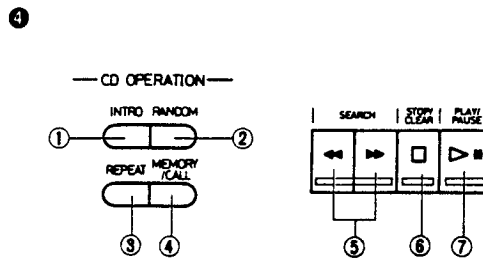 4
CD OPERATION
INTRO RANDOM
1 2
REPEAT MEMORY
/CALL
3 4
SEARCH STOP/ PLAY/
CLEAR PAUSE
5 6 7